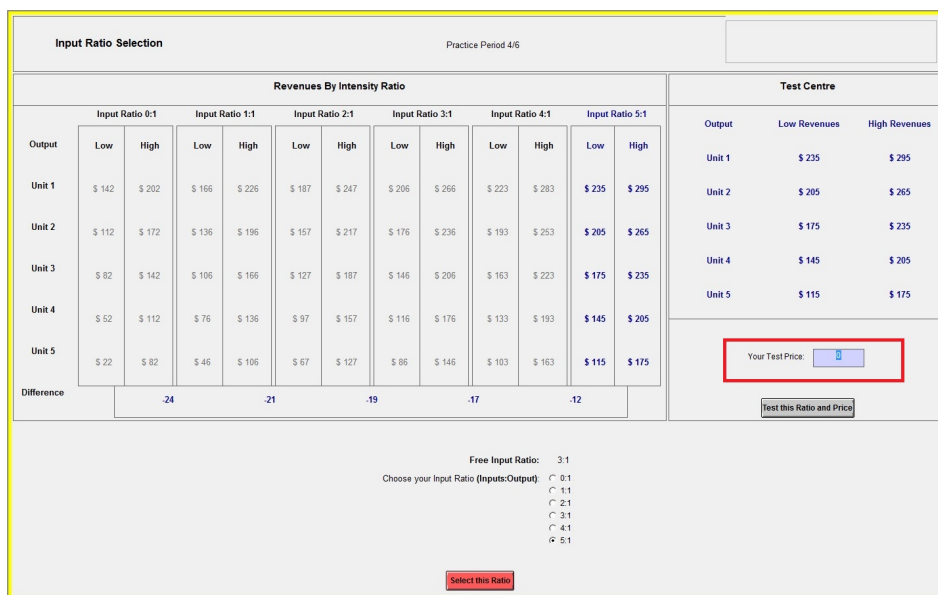 Input Ratio Selection
Practice Period 4/6
Revenues By Intensity Ratio
Input Ratio 0:1 Input Ratio 1:1 Input Ratio 2:1 Input Ratio 3:1 Input Ratio 4:1 Input Ratio 5:1
Output Low High Low High Low High Low High Low High Low High
Unit 1 $ 142 $ 202 $ 166 $ 226 $ 187 $ 247 $ 206 $ 266 $ 223 $ 283 $ 235 $ 295
Unit 2 $ 112 $ 172 $ 136 $ 196 $ 157 $ 217 $ 176 $ 236 $ 193 $ 253 $ 205 $ 265
Unit 3 $ 82 $ 142 $ 106 $ 166 $ 127 $ 187 $ 146 $ 206 $ 163 $ 223 $ 175 $ 235
Unit 4 $ 52 $ 112 $ 76 $ 136 $ 97 $ 157 $ 116 $ 176 $ 133 $ 193 $ 145 $ 205
Unit 5 $ 22 $ 82 $ 46 $ 106 $ 67 $ 127 $ 86 $ 146 $ 103 $ 163 $ 115 $ 175
Difference -24 -21 -19 -17 -12
Test Centre
Output Low Revenues High Revenues
Unit 1 $ 235 $ 295
Unit 2 $ 205 $ 265
Unit 3 $ 175 $ 235
Unit 4 $ 145 $ 205
Unit 5 $ 115 $ 175
Your Test Price: 0
Test this Ratio and Price
Free Input Ratio: 3:1
Choose your Input Ratio (Inputs:Output): 0:1
1:1
2:1
3:1
4:1
5:1
Select this Ratio